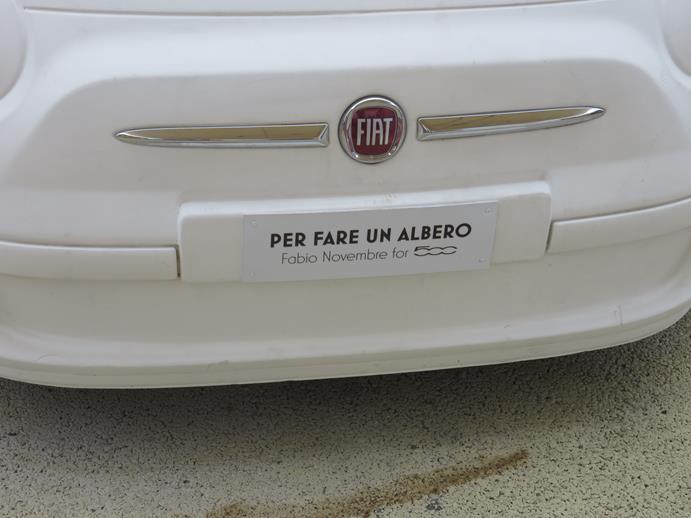 FIAT
PER FARE UN ALBERO
Fabio Novembre for 500